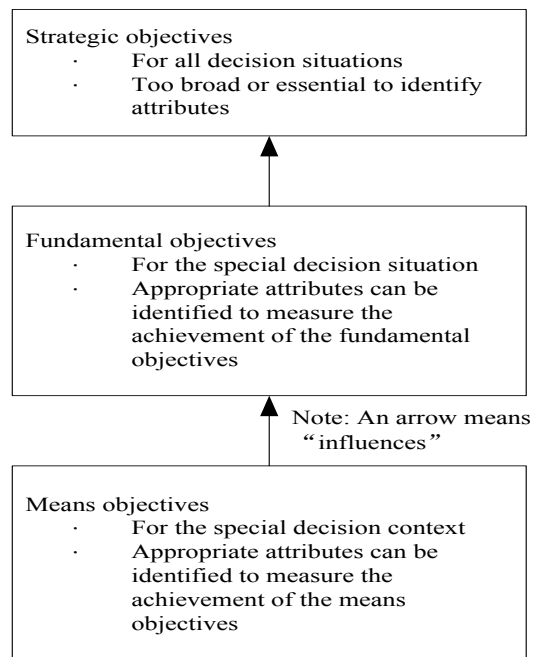 Strategic objectives
· For all decision situations
· Too broad or essential to identify
attributes
Fundamental objectives
· For the special decision situation
· Appropriate attributes can be
identified to measure the
achievement of the fundamental
objectives
Note: An arrow means
“influences”
Means objectives
· For the special decision context
· Appropriate attributes can be
identified to measure the
achievement of the means
objectives